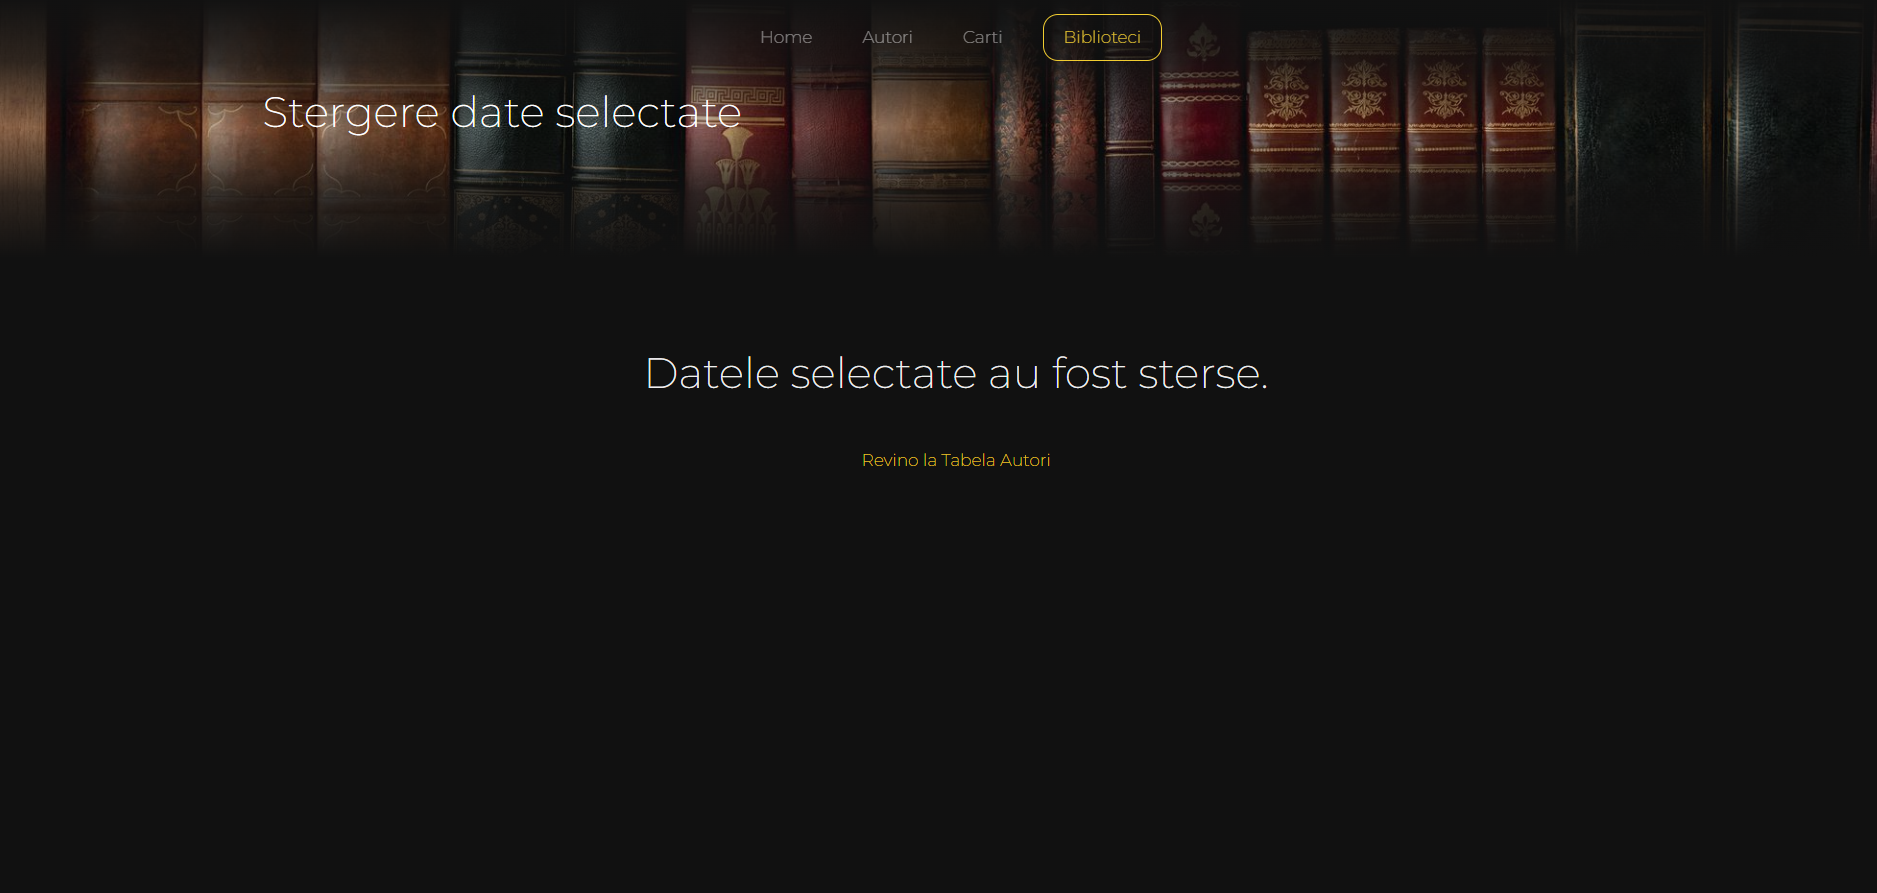 Home Autori Carti Biblioteci
Stergere date selectate
Datele selectate au fost sterse.
Revino la Tabela Autori